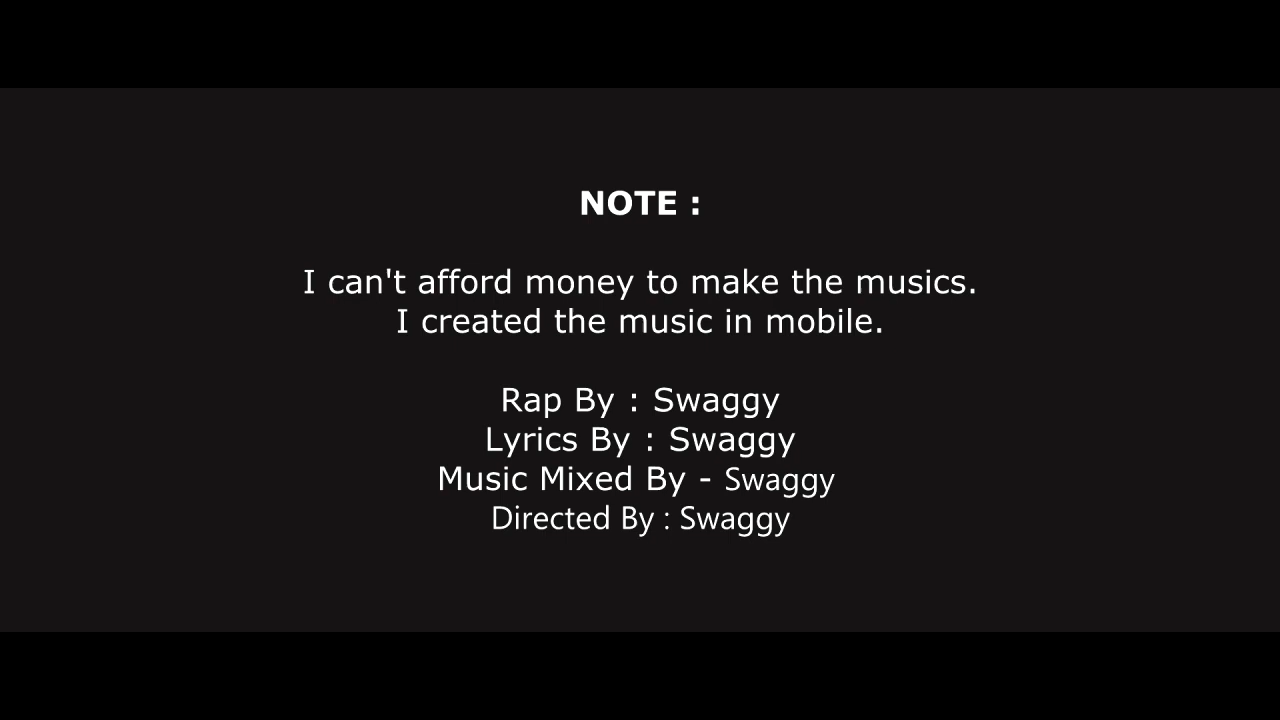 NOTE :
I can't afford money to make the musics.
I created the music in mobile.
Rap By : Swaggy
Lyrics By : Swaggy
Music Mixed By - Swaggy
Directed By : Swaggy